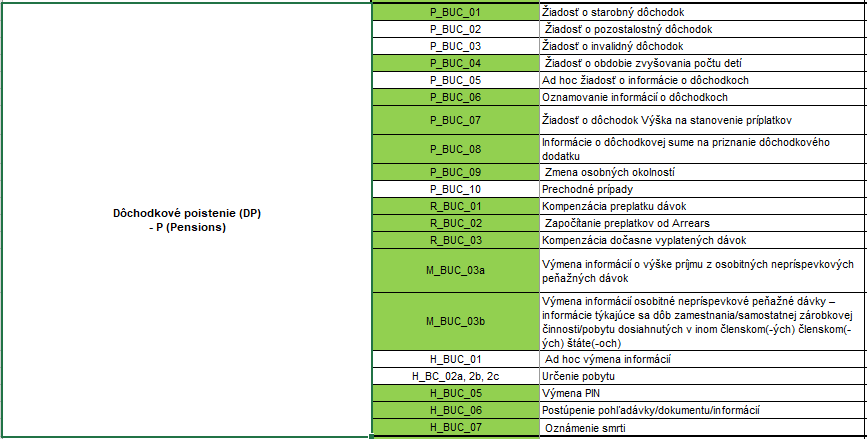 P_BUC_01 Žiadosť o starobný dôchodok
P_BUC_02 Žiadosť o pozostalostný dôchodok
P_BUC_03 Žiadosť o invalidný dôchodok
P_BUC_04 Žiadosť o obdobie zvyšovania počtu detí
P_BUC_05 Ad hoc žiadosť o informácie o dôchodkoch
P_BUC_06 Oznamovanie informácií o dôchodkoch
P_BUC_07 Žiadosť o dôchodok Výška na stanovenie príplatkov
P_BUC_08 Informácie o dôchodkovej sume na priznanie dôchodkového
dodatku
P_BUC_09 Zmena osobných okolností
P_BUC_10 Prechodné prípady
Dôchodkové poistenie (DP)
- P (Pensions)
R_BUC_01 Kompenzácia preplatku dávok
R_BUC_02 Započítanie preplatkov od Arrears
R_BUC_03 Kompenzácia dočasne vyplatených dávok
M_BUC_03a Výmena informácií o výške príjmu z osobitných nepríspevkových
peňažných dávok
M_BUC_03b Výmena informácií osobitné nepríspevkové peňažné dávky –
informácie týkajúce sa dôb zamestnania/samostatnej zárobkovej
činnosti/pobytu dosiahnutých v inom členskom(-ých) členskom(-
ých) štáte(-och)
H_BUC_01 Ad hoc výmena informácií
H_BC_02a, 2b, 2c Určenie pobytu
H_BUC_05 Výmena PIN
H_BUC_06 Postúpenie pohľadávky/dokumentu/informácií
H_BUC_07 Oznámenie smrti